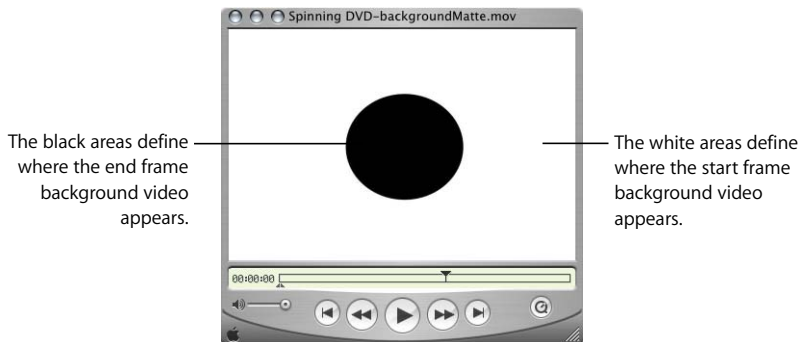 Spinning DVD-backgroundMatte.mov
The black areas define
where the end frame
background video
appears.
The white areas define
where the start frame
background video
appears.
00:00:00